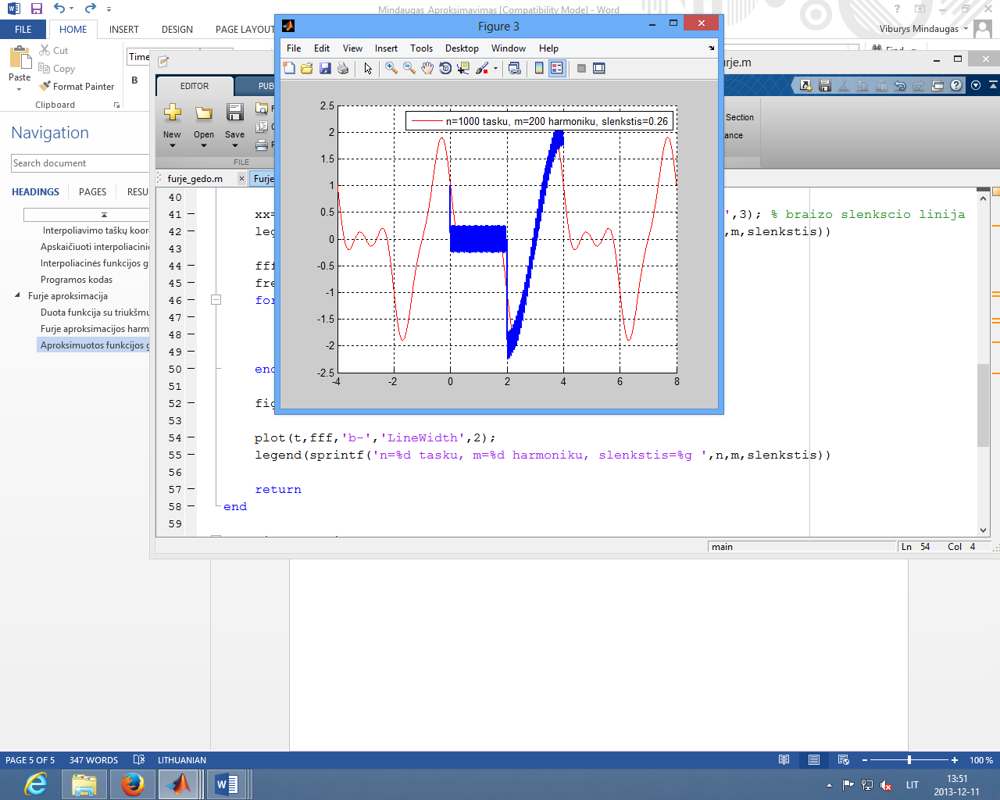 Mindaugas_Aproksimavimas [Compatibility Mode] - Word
FILE HOME INSERT DESIGN PAGE LAYOUT
Viburys Mindaugas
Paste
Cut
Copy
Format Painter
Clipboard
Time
B
Find
Navigation
Search document
HEADINGS PAGES RESU
Interpoliavimo taškų koor
Apskaičiuoti interpoliacinė
Interpoliacinės funkcijos g
Programos kodas
Furje aproksimacija
Duota funkcija su triukšmu
Furje aproksimacijos harm
Aproksimuotos funkcijos g
urje.m
EDITOR PUB
New Open Save
FILE
Section
ance
furje_gedo.m × Furje
40
41 xx= ',3); % braizo slenkscio linija
42 leg ,m,slenkstis))
43
44 fff
45 fre
46 for
47
48
49
50 end
51
52 fig
53
54 plot(t,fff,'b-','LineWidth',2);
55 legend(sprintf('n=%d tasku, m=%d harmoniku, slenkstis=%g ',n,m,slenkstis))
56
57 return
58 end
59
main Ln 54 Col 4
Figure 3
File Edit View Insert Tools Desktop Window Help
n=1000 tasku, m=200 harmoniku, slenkstis=0.26
2.5
2
1.5
1
0.5
0
-0.5
-1
-1.5
-2
-2.5
-4 -2 0 2 4 6 8
PAGE 5 OF 5 347 WORDS LITHUANIAN
100 %
LIT
13:51
2013-12-11